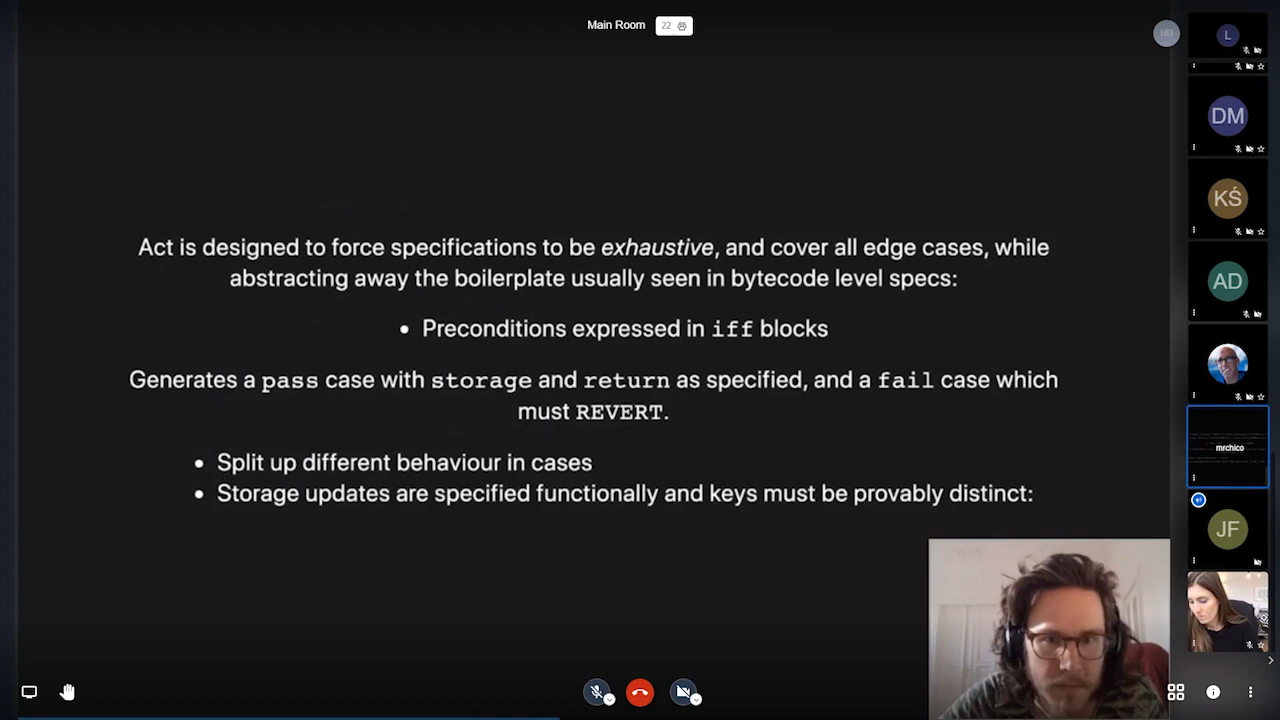 Main Room 22
HD
L
DM
KŚ
AD
mrchico
JF
Act is designed to force specifications to be exhaustive, and cover all edge cases, while
abstracting away the boilerplate usually seen in bytecode level specs:
• Preconditions expressed in iff blocks
Generates a pass case with storage and return as specified, and a fail case which
must REVERT.
• Split up different behaviour in cases
• Storage updates are specified functionally and keys must be provably distinct: